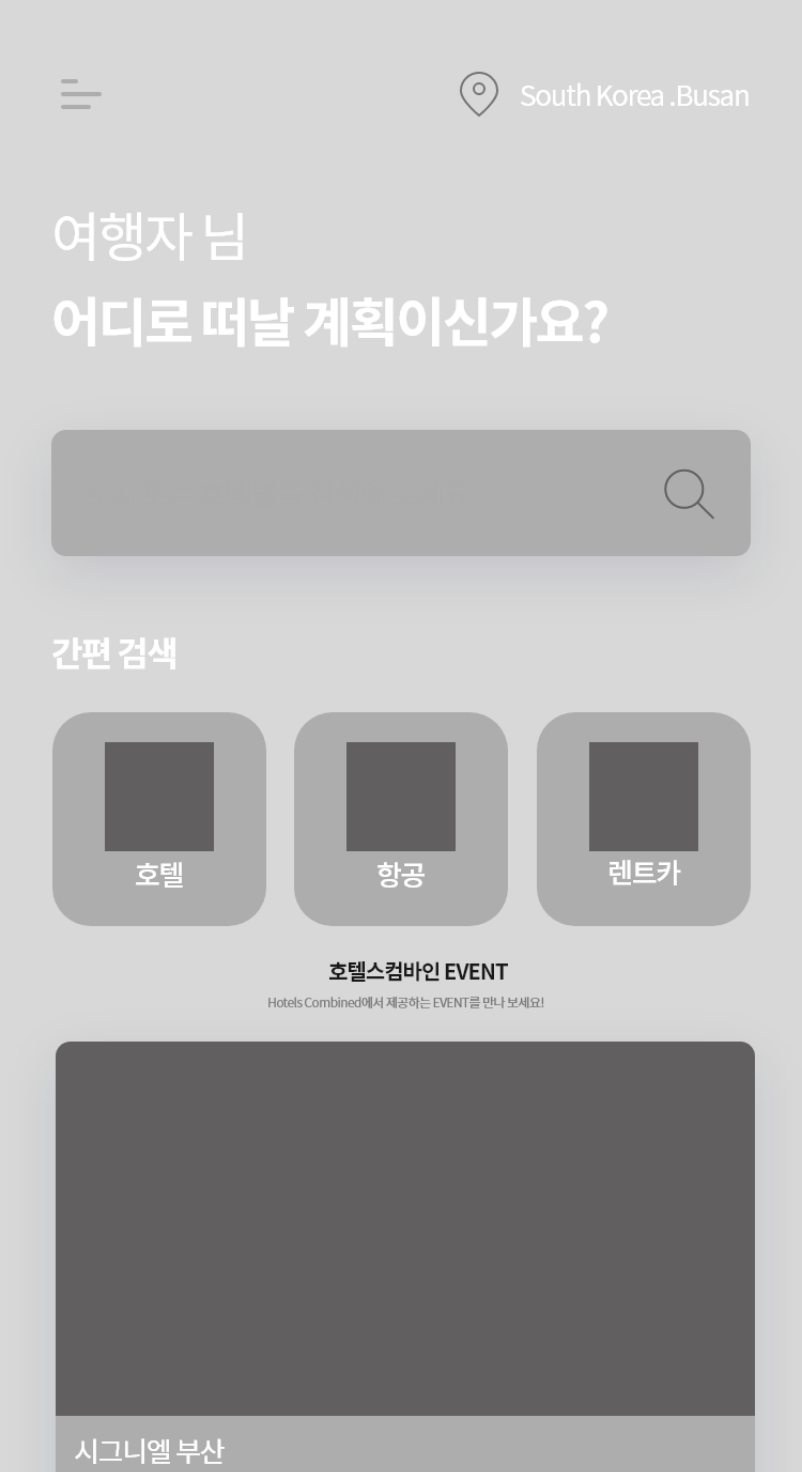 South Korea .Busan
여행자 님
어디로 떠날 계획이신가요?
간편 검색
호텔
항공
렌트카
호텔스컴바인 EVENT
Hotels Combined에서 제공하는 EVENT를 만나 보세요!
시그니엘 부산